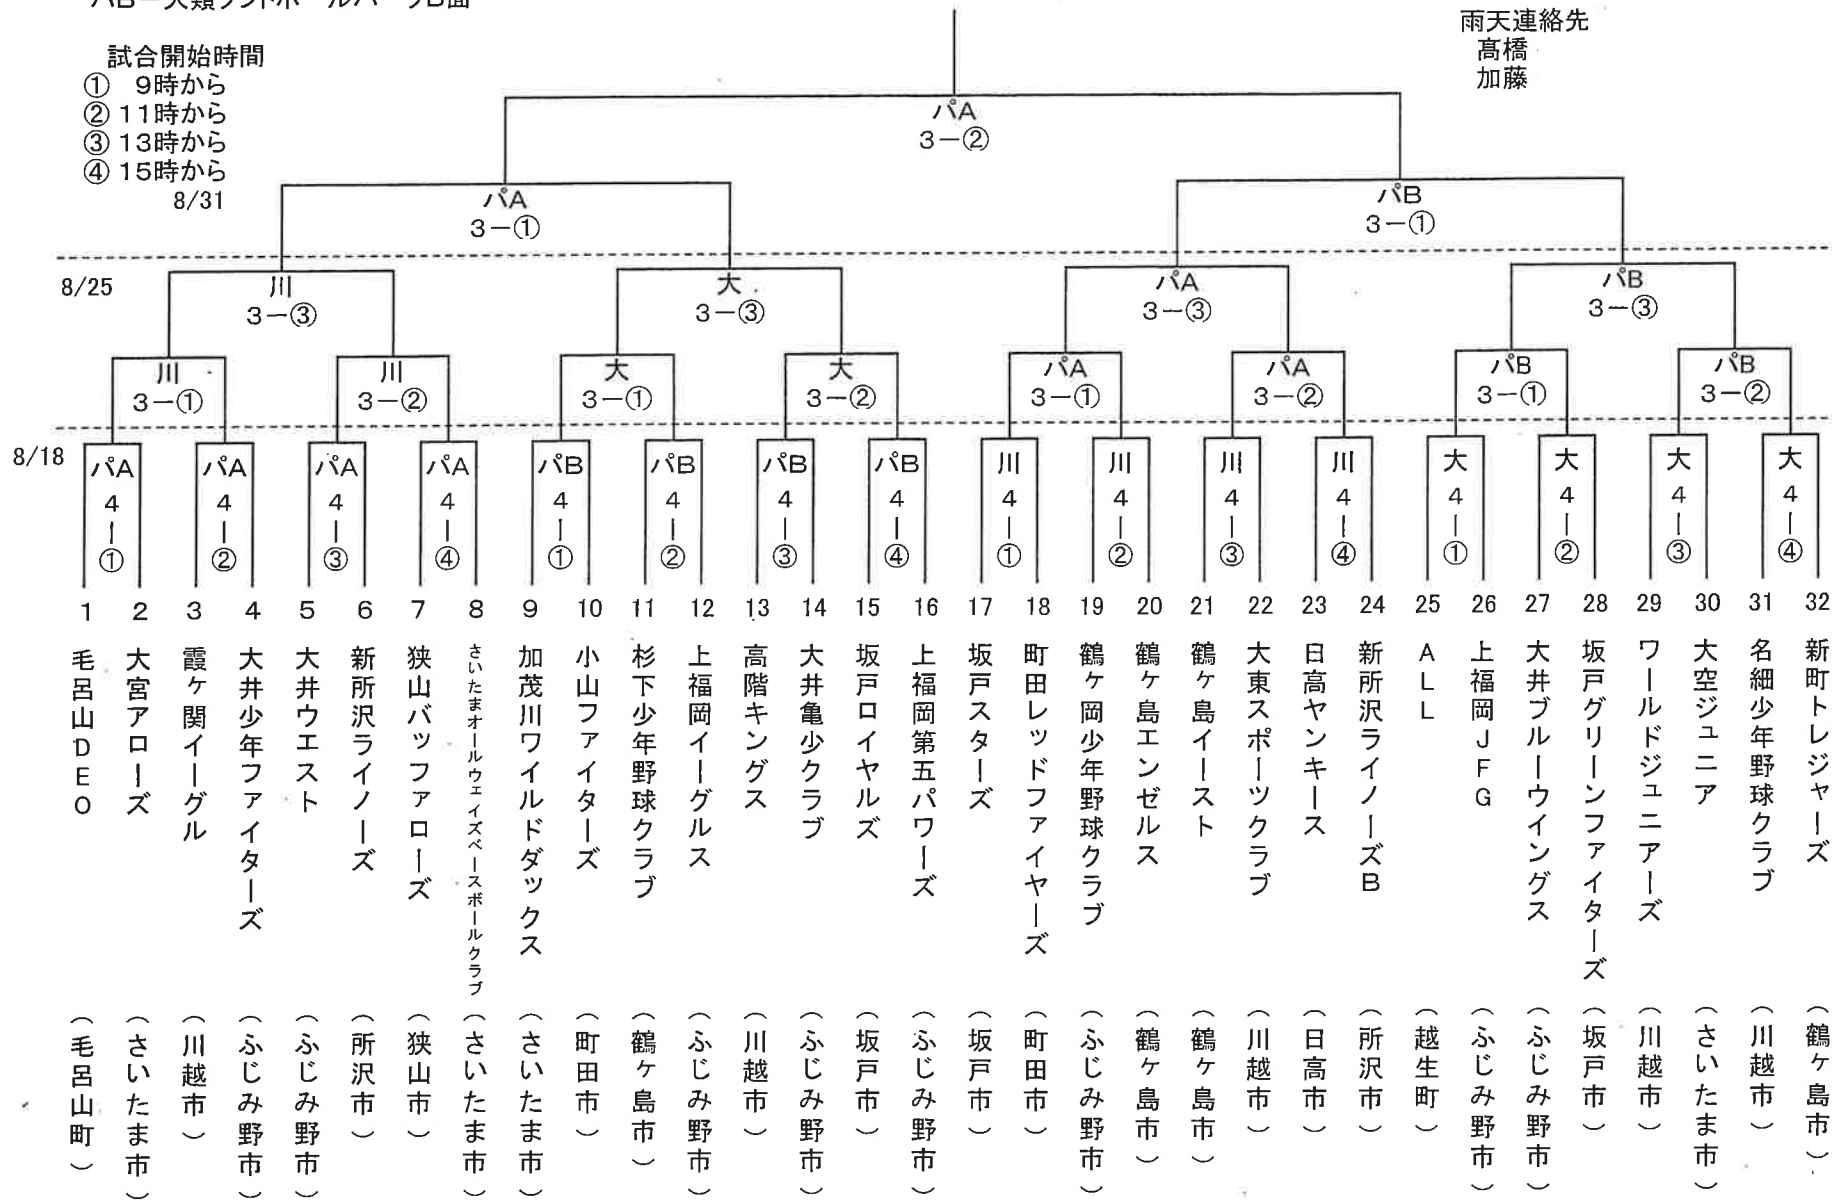 試合開始時間
① 9時から
② 11時から
③ 13時から
④ 15時から
雨天連絡先
髙橋
加藤
パA
3－②
8/31
パA
3－①
パB
3－①
8/25
川
3－③
大
3－③
パA
3－③
パB
3－③
川
3－①
川
3－②
大
3－①
大
3－②
パA
3－①
パA
3－②
パB
3－①
パB
3－②
8/18
パA 4－①
パA 4－②
パA 4－③
パA 4－④
パB 4－①
パB 4－②
パB 4－③
パB 4－④
川 4－①
川 4－②
川 4－③
川 4－④
大 4－①
大 4－②
大 4－③
大 4－④
1 毛呂山DEO （毛呂山町）
2 大宮アローズ （さいたま市）
3 霞ヶ関イーグル （川越市）
4 大井少年ファイターズ （ふじみ野市）
5 大井ウエスト （ふじみ野市）
6 新所沢ライノーズ （所沢市）
7 狭山バッファローズ （狭山市）
8 さいたまオールウェイズベースボールクラブ （さいたま市）
9 加茂川ワイルドダックス （さいたま市）
10 小山ファイターズ （町田市）
11 杉下少年野球クラブ （鶴ヶ島市）
12 上福岡イーグルス （ふじみ野市）
13 高階キングス （川越市）
14 大井亀少クラブ （ふじみ野市）
15 坂戸ロイヤルズ （坂戸市）
16 上福岡第五パワーズ （ふじみ野市）
17 坂戸スターズ （坂戸市）
18 町田レッドファイヤーズ （町田市）
19 鶴ヶ岡少年野球クラブ （ふじみ野市）
20 鶴ヶ島エンゼルス （鶴ヶ島市）
21 鶴ヶ島イースト （鶴ヶ島市）
22 大東スポーツクラブ （川越市）
23 日高ヤンキース （日高市）
24 新所沢ライノーズB （所沢市）
25 ALL （越生町）
26 上福岡JFG （ふじみ野市）
27 大井ブルーウイングス （ふじみ野市）
28 坂戸グリーンファイターズ （坂戸市）
29 ワールドジュニアーズ （川越市）
30 大空ジュニア （さいたま市）
31 名細少年野球クラブ （川越市）
32 新町トレジャーズ （鶴ヶ島市）